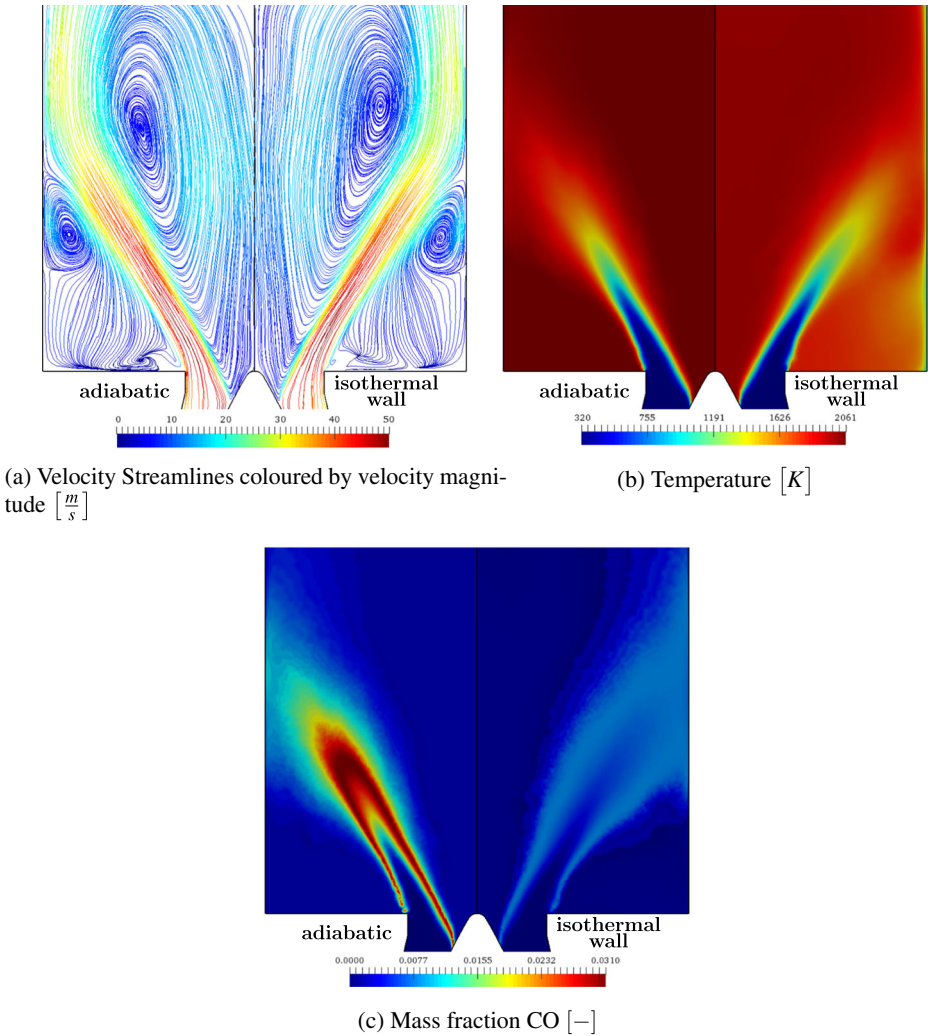 adiabatic
isothermal
wall
0 10 20 30 40 50
(a) Velocity Streamlines coloured by velocity magni-
tude [m/s]
adiabatic
isothermal
wall
320 755 1191 1626 2061
(b) Temperature [K]
adiabatic
isothermal
wall
0.0000 0.0077 0.0155 0.0232 0.0310
(c) Mass fraction CO [−]